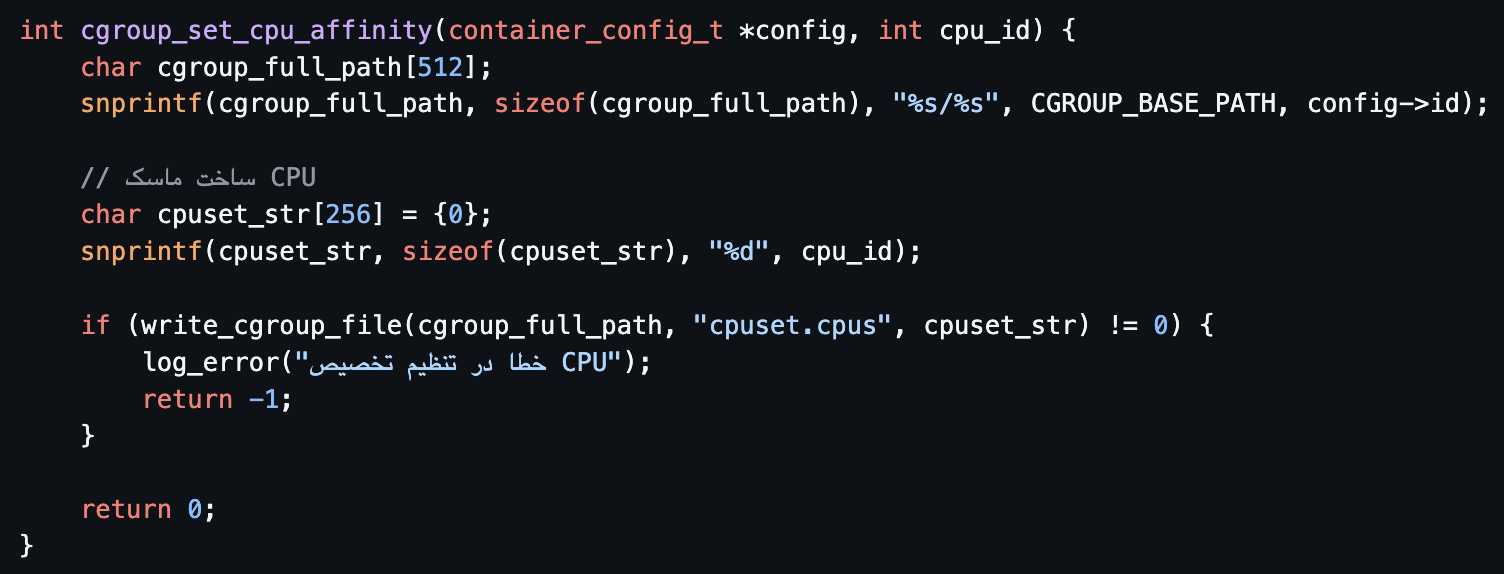 int cgroup_set_cpu_affinity(container_config_t *config, int cpu_id) {
    char cgroup_full_path[512];
    snprintf(cgroup_full_path, sizeof(cgroup_full_path), "%s/%s", CGROUP_BASE_PATH, config->id);
    // ساخت ماسک CPU
    char cpuset_str[256] = {0};
    snprintf(cpuset_str, sizeof(cpuset_str), "%d", cpu_id);
    if (write_cgroup_file(cgroup_full_path, "cpuset.cpus", cpuset_str) != 0) {
        log_error("خطا در تنظیم تخصیص CPU");
        return -1;
    }
    return 0;
}